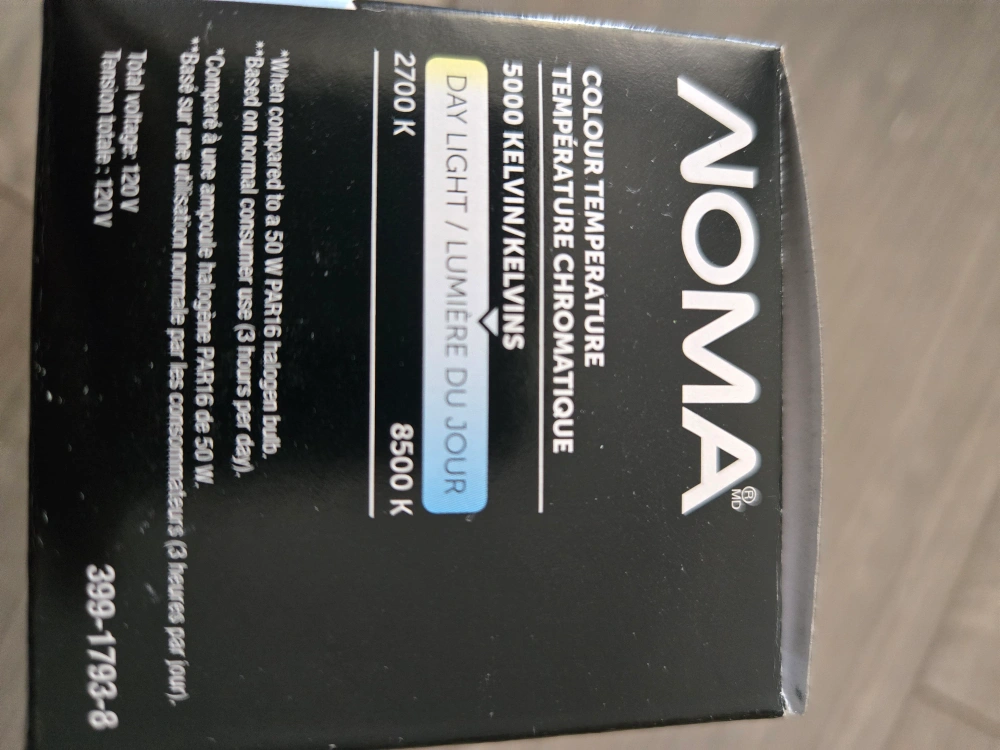 NOMA®
MD
COLOUR TEMPERATURE
TEMPÉRATURE CHROMATIQUE
5000 KELVIN/KELVINS
DAY LIGHT / LUMIÈRE DU JOUR
2700 K 8500 K
*When compared to a 50 W PAR16 halogen bulb.
**Based on normal consumer use (3 hours per day).
*Comparé à une ampoule halogène PAR16 de 50 W.
**Basé sur une utilisation normale par les consommateurs (3 heures par jour).
Total voltage: 120 V
Tension totale : 120 V
399-1793-8